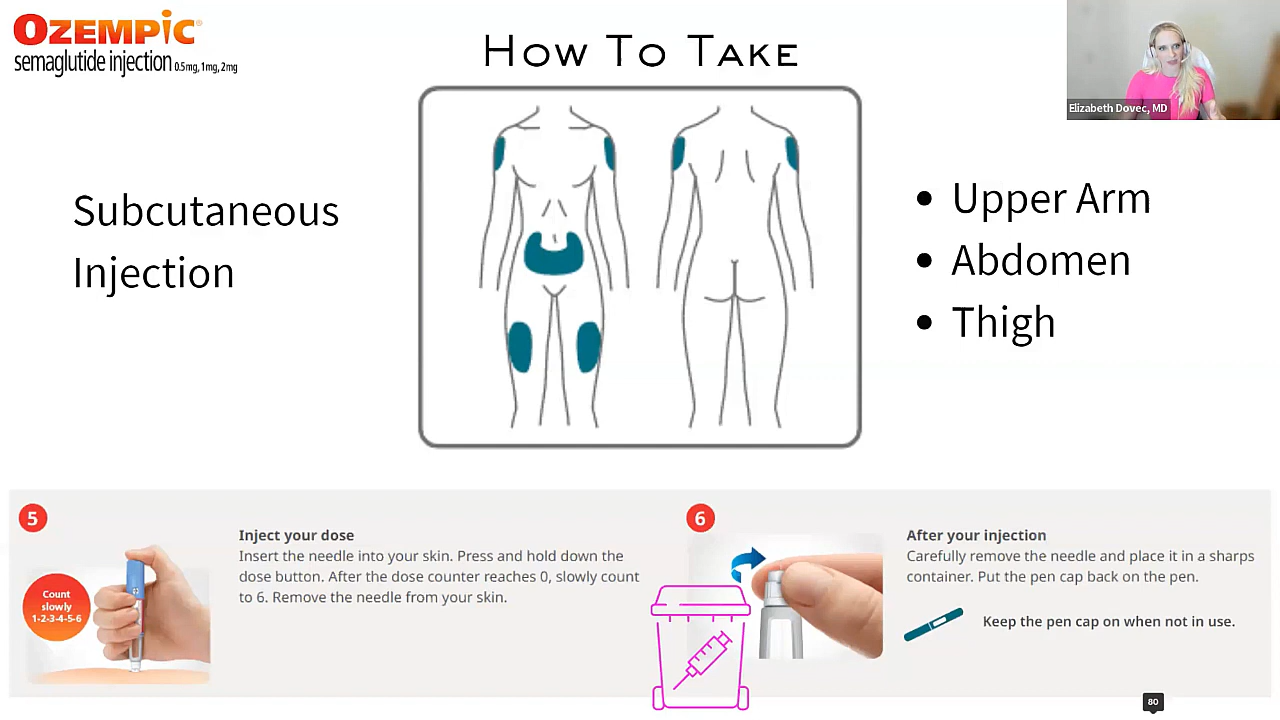 OZEMPIC®
semaglutide injection 0.5mg, 1mg, 2mg
How To Take
Elizabeth Dovec, MD
Subcutaneous
Injection
• Upper Arm
• Abdomen
• Thigh
5
Inject your dose
Insert the needle into your skin. Press and hold down the
dose button. After the dose counter reaches 0, slowly count
to 6. Remove the needle from your skin.
Count
slowly
1-2-3-4-5-6
6
After your injection
Carefully remove the needle and place it in a sharps
container. Put the pen cap back on the pen.
Keep the pen cap on when not in use.
80